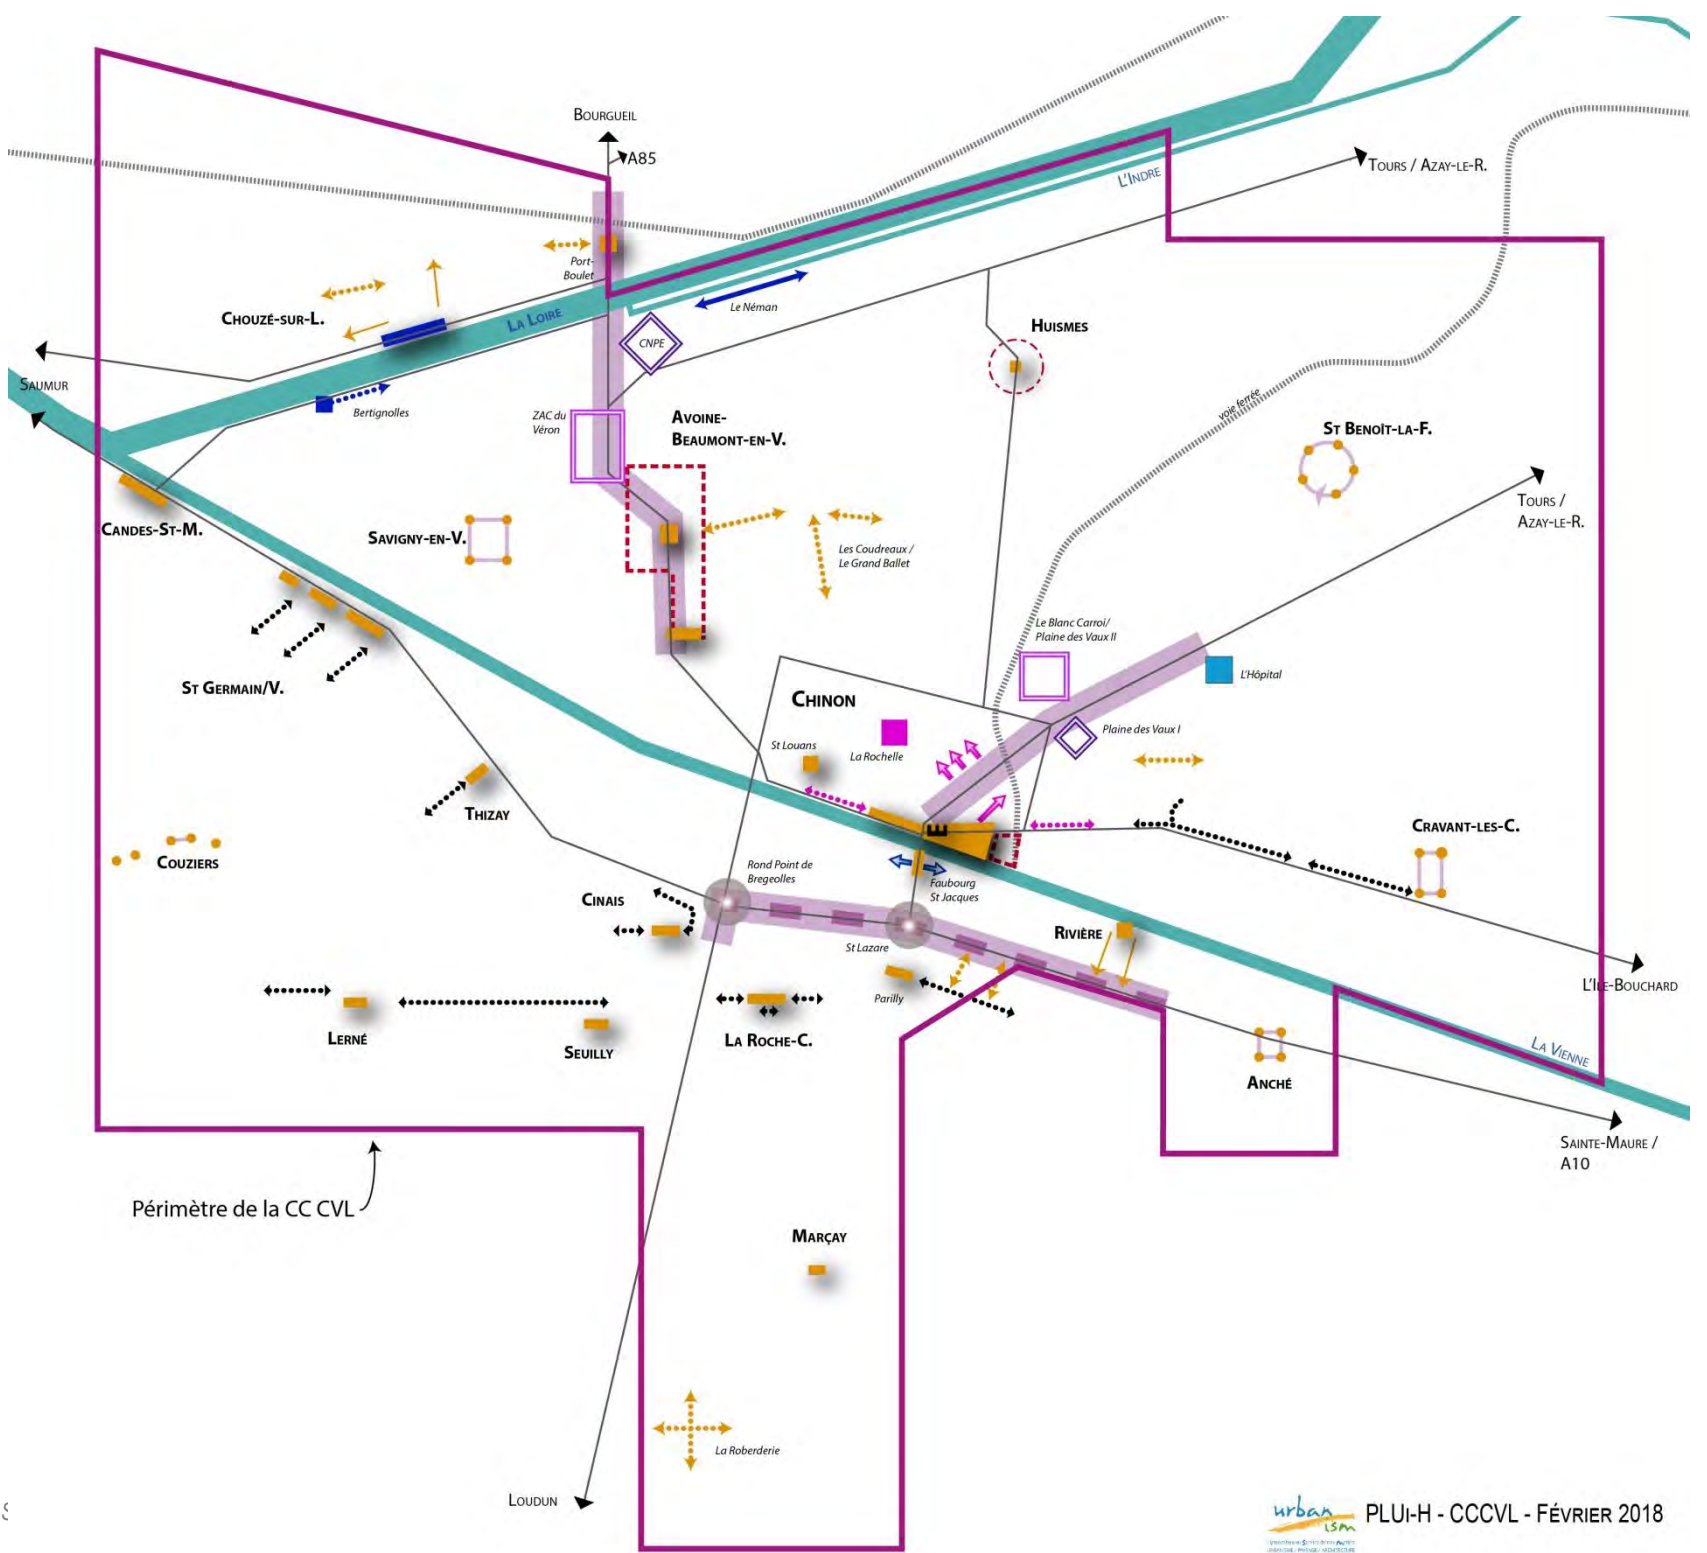 BOURGUEIL
A85
TOURS / AZAY-LE-R.
L'INDRE
Port-
Boulet
Le Néman
CHOUZÉ-SUR-L.
LA LOIRE
HUISMES
CNPE
SAUMUR
Bertignolles
ZAC du
Véron
AVOINE-
BEAUMONT-EN-V.
voie ferrée
ST BENOÎT-LA-F.
TOURS /
AZAY-LE-R.
CANDES-ST-M.
SAVIGNY-EN-V.
Les Coudreaux /
Le Grand Ballet
Le Blanc Carroi/
Plaine des Vaux II
L'Hôpital
ST GERMAIN/V.
CHINON
St Louans
La Rochelle
Plaine des Vaux I
THIZAY
E
CRAVANT-LES-C.
COUZIERS
Rond Point de
Bregeolles
Faubourg
St Jacques
CINAIS
RIVIÈRE
St Lazare
Parilly
L'ILE-BOUCHARD
LERNÉ
SEUILLY
LA ROCHE-C.
LA VIENNE
ANCHÉ
SAINTE-MAURE /
A10
Périmètre de la CC CVL
MARÇAY
La Roberderie
LOUDUN
urban
ism
PLUI-H - CCCVL - FÉVRIER 2018